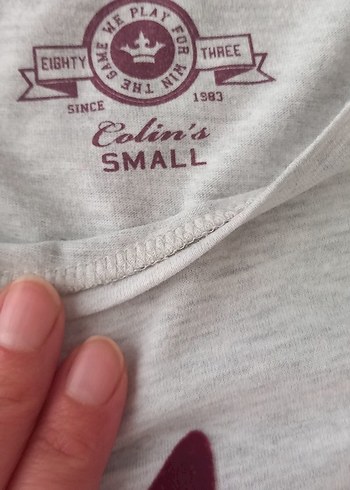 WE PLAY FOR WIN THE GAME
EIGHTY THREE
SINCE 1983
Colin's
SMALL